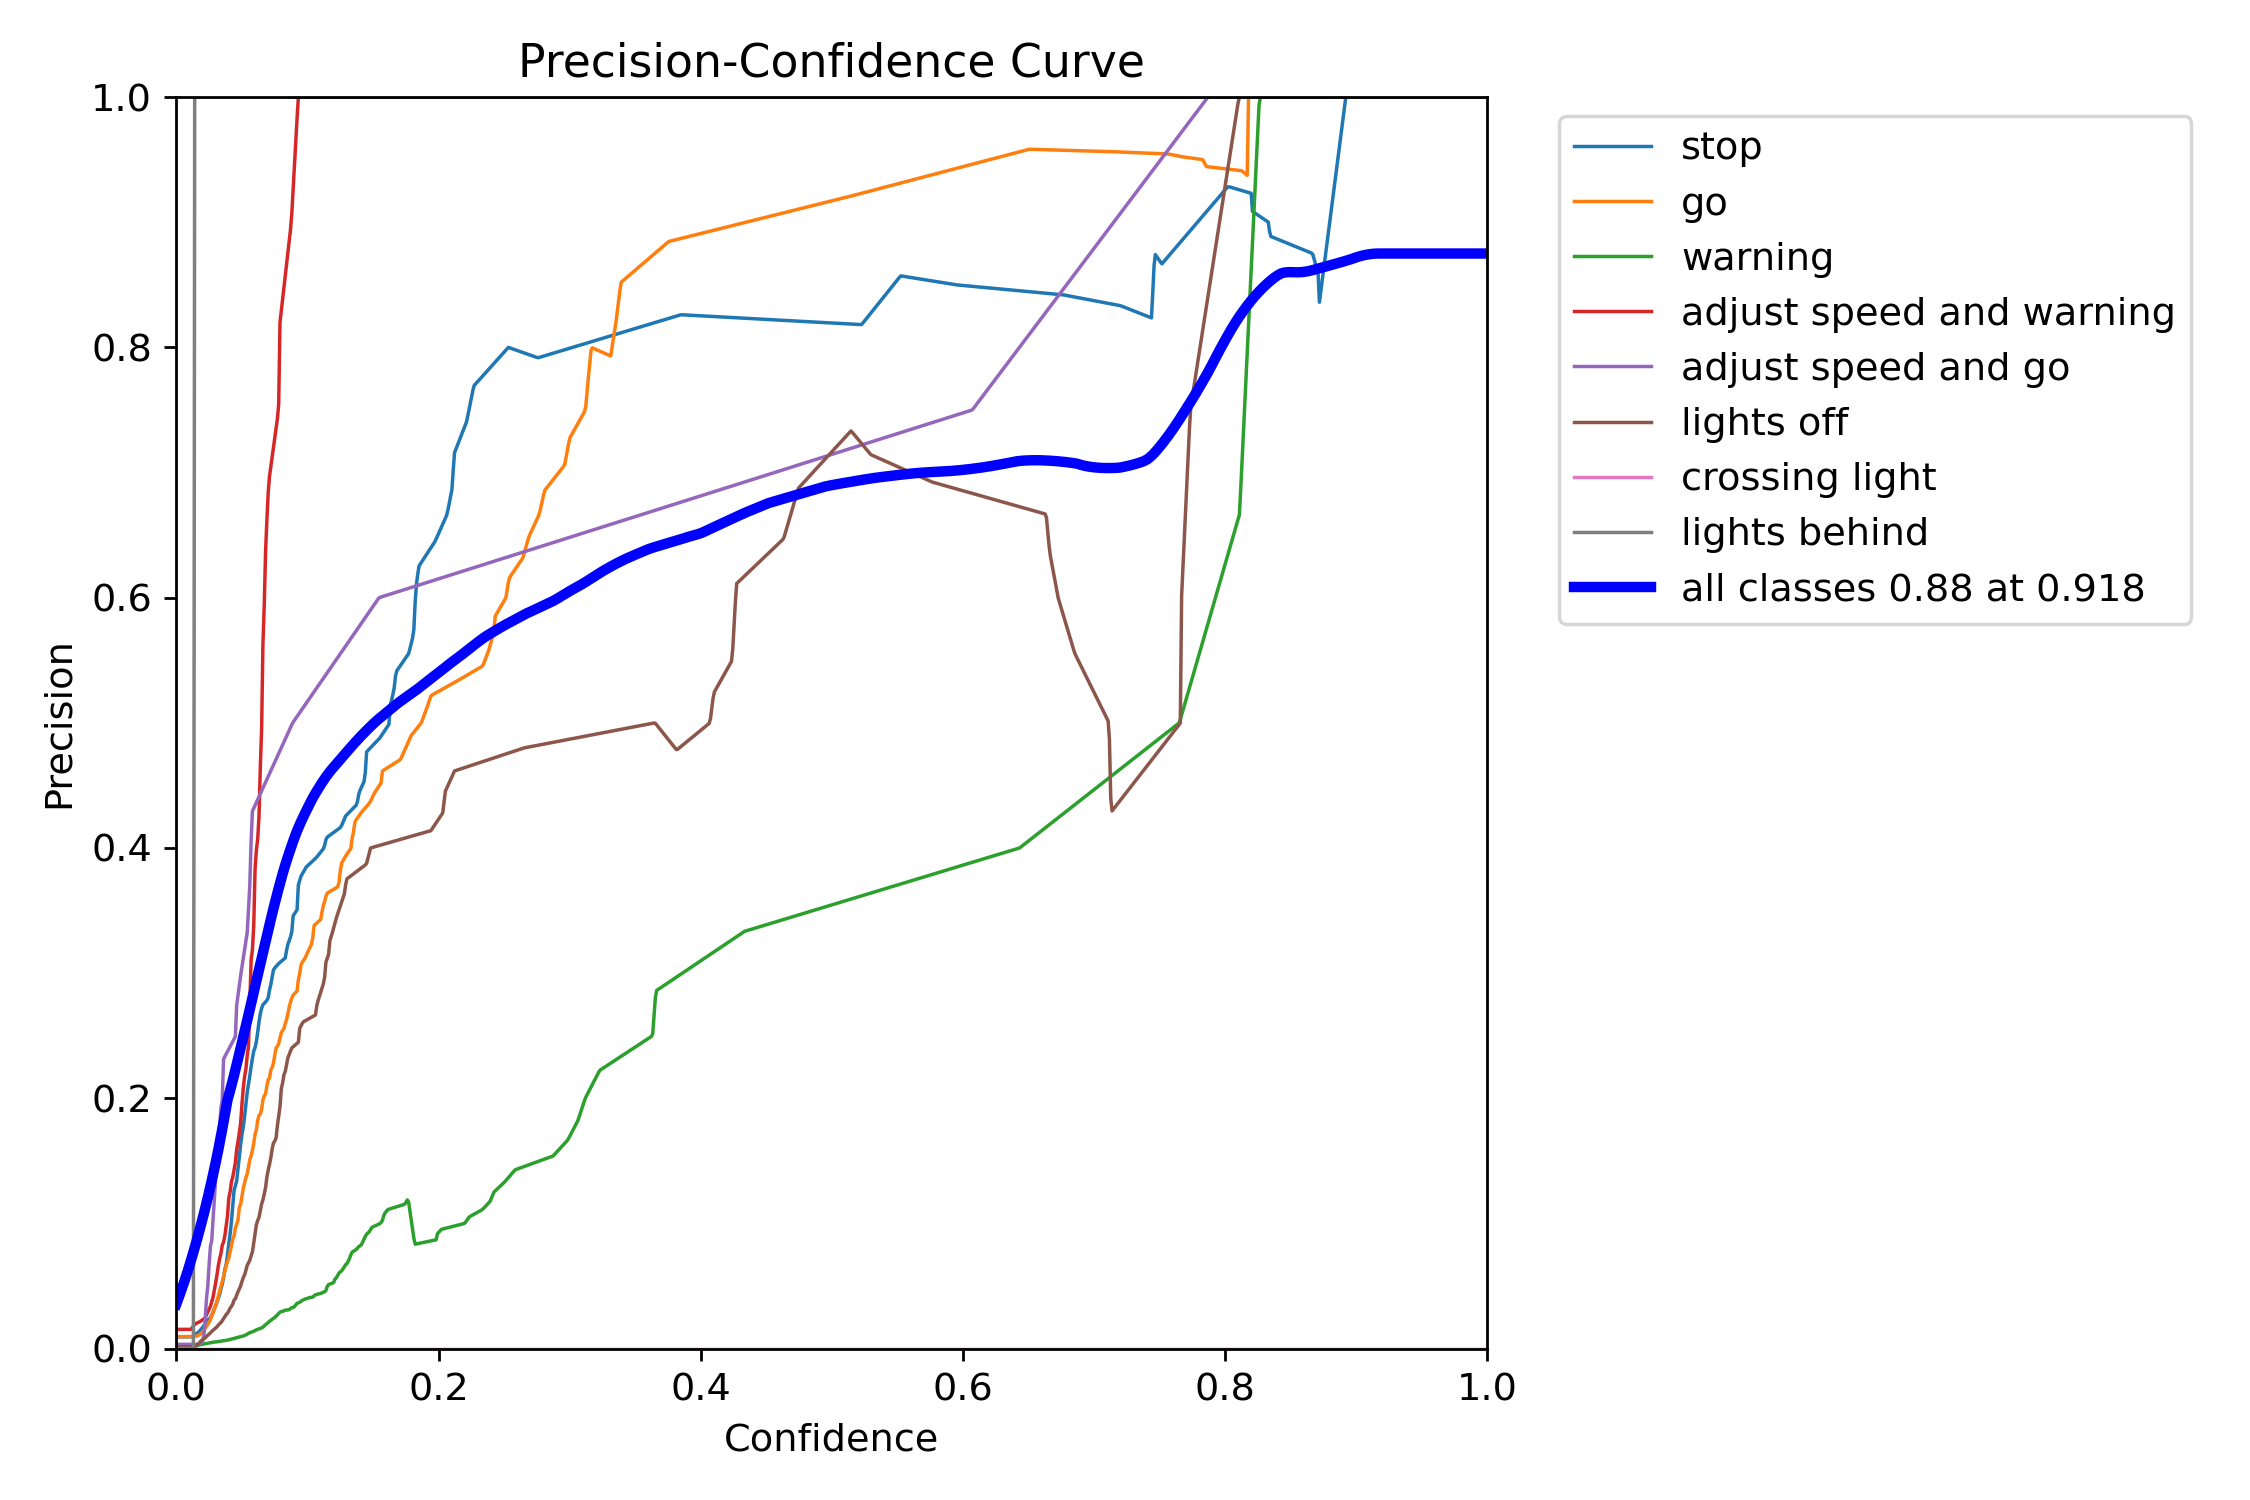 Precision-Confidence Curve
1.0
0.8
0.6
0.4
0.2
0.0
Precision
0.0 0.2 0.4 0.6 0.8 1.0
Confidence
stop
go
warning
adjust speed and warning
adjust speed and go
lights off
crossing light
lights behind
all classes 0.88 at 0.918